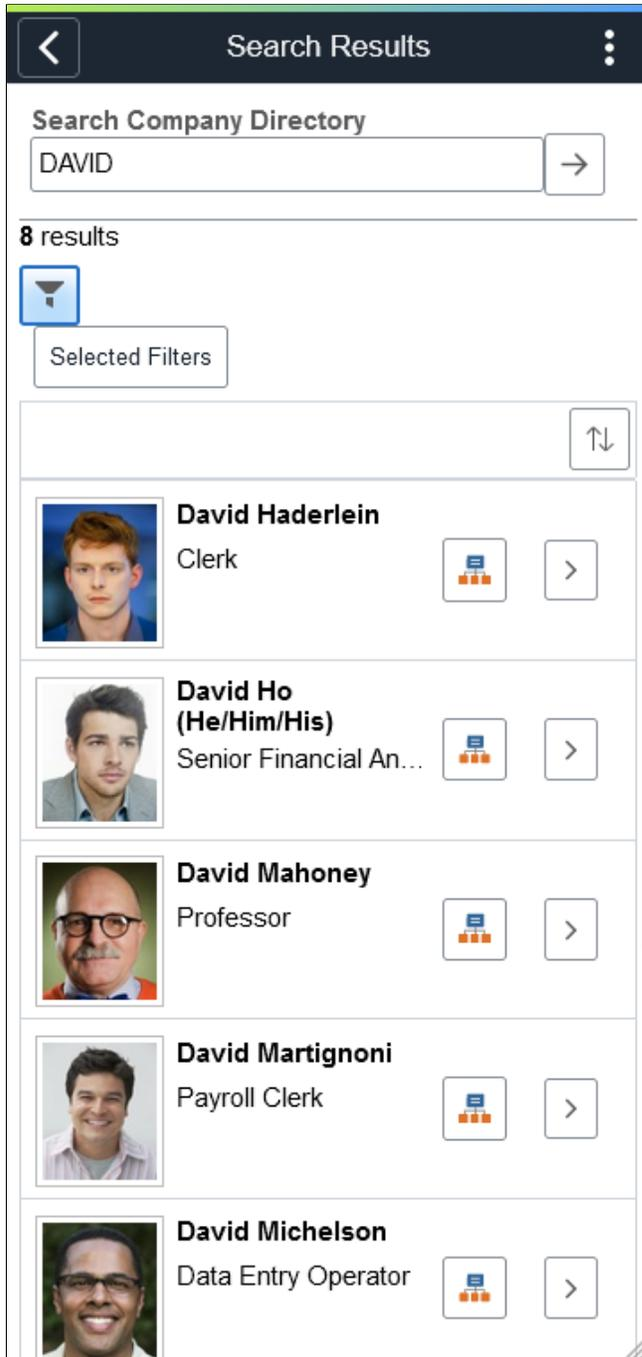 Search Results
Search Company Directory
DAVID
8 results
Selected Filters
David Haderlein
Clerk
David Ho
(He/Him/His)
Senior Financial An...
David Mahoney
Professor
David Martignoni
Payroll Clerk
David Michelson
Data Entry Operator